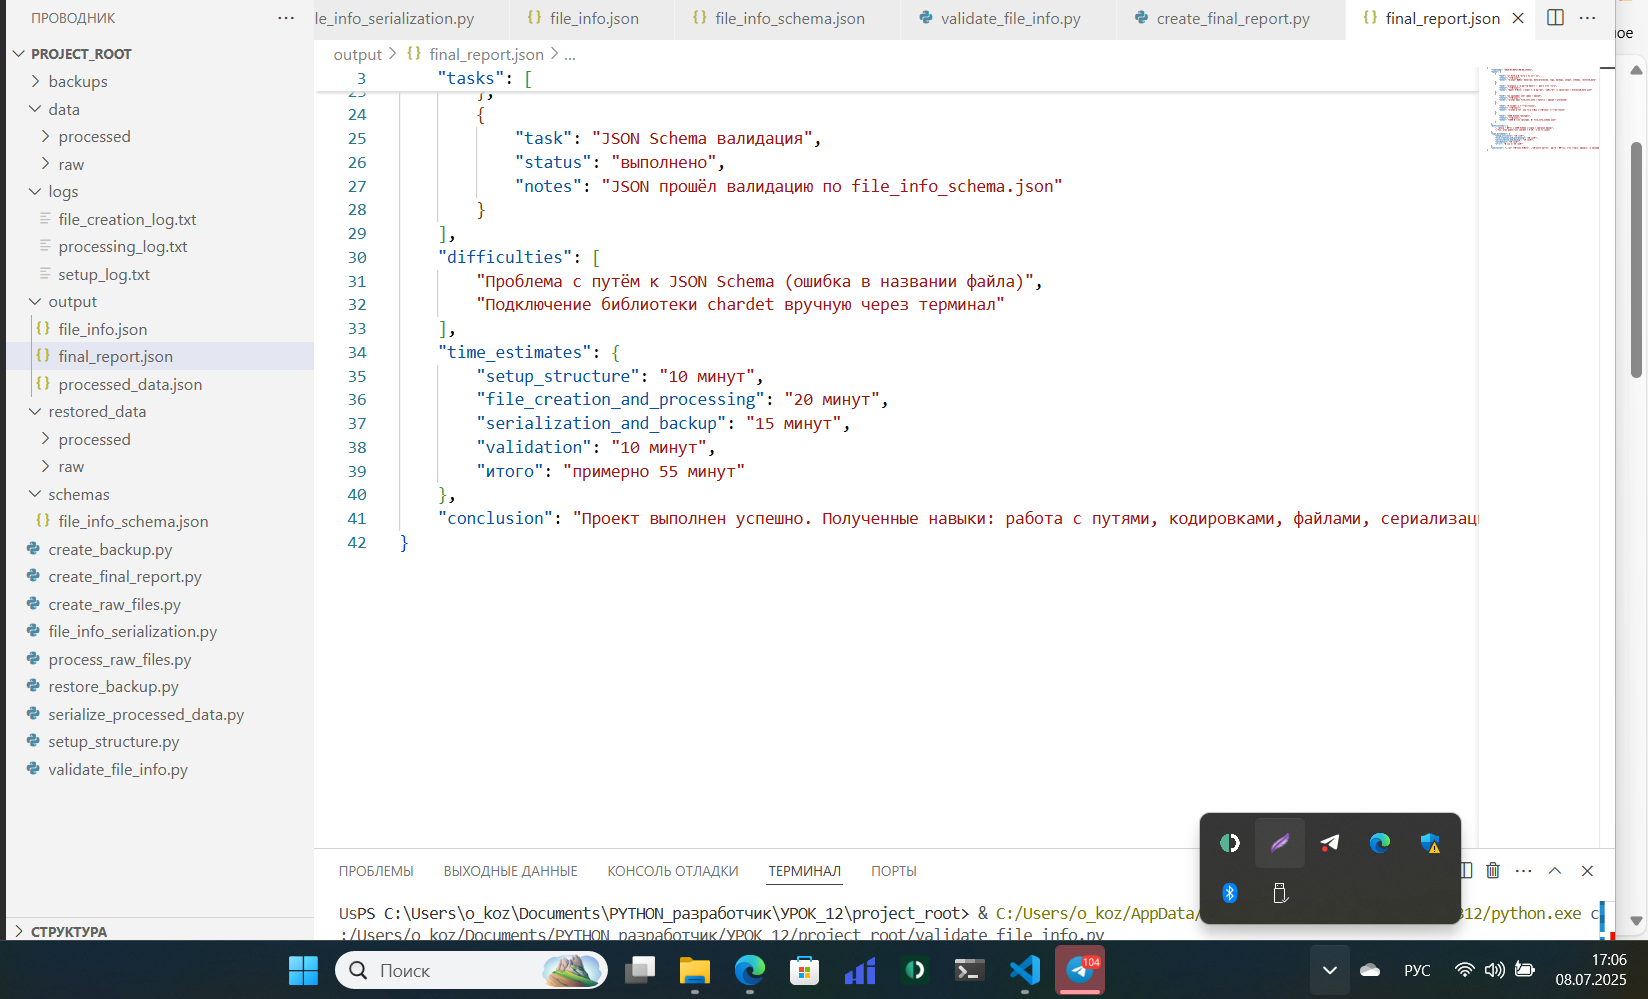 ПРОВОДНИК
PROJECT_ROOT
backups
data
processed
raw
logs
file_creation_log.txt
processing_log.txt
setup_log.txt
output
file_info.json
final_report.json
processed_data.json
restored_data
processed
raw
schemas
file_info_schema.json
create_backup.py
create_final_report.py
create_raw_files.py
file_info_serialization.py
process_raw_files.py
restore_backup.py
serialize_processed_data.py
setup_structure.py
validate_file_info.py
СТРУКТУРА
le_info_serialization.py file_info.json file_info_schema.json validate_file_info.py create_final_report.py final_report.json
output > final_report.json > ...
3 "tasks": [
23 },
24 {
25 "task": "JSON Schema валидация",
26 "status": "выполнено",
27 "notes": "JSON прошёл валидацию по file_info_schema.json"
28 }
29 ],
30 "difficulties": [
31 "Проблема с путём к JSON Schema (ошибка в названии файла)",
32 "Подключение библиотеки chardet вручную через терминал"
33 ],
34 "time_estimates": {
35 "setup_structure": "10 минут",
36 "file_creation_and_processing": "20 минут",
37 "serialization_and_backup": "15 минут",
38 "validation": "10 минут",
39 "итого": "примерно 55 минут"
40 },
41 "conclusion": "Проект выполнен успешно. Полученные навыки: работа с путями, кодировками, файлами, сериализац
42 }
ПРОБЛЕМЫ ВЫХОДНЫЕ ДАННЫЕ КОНСОЛЬ ОТЛАДКИ ТЕРМИНАЛ ПОРТЫ
UsPS C:\Users\o_koz\Documents\PYTHON_разработчик\УРОК_12\project_root> & C:/Users/o_koz/AppData/ 312/python.exe c
:/Users/o_koz/Documents/PYTHON_разработчик/УРОК_12/project_root/validate_file_info.py
ное
Поиск
104
РУС
17:06
08.07.2025